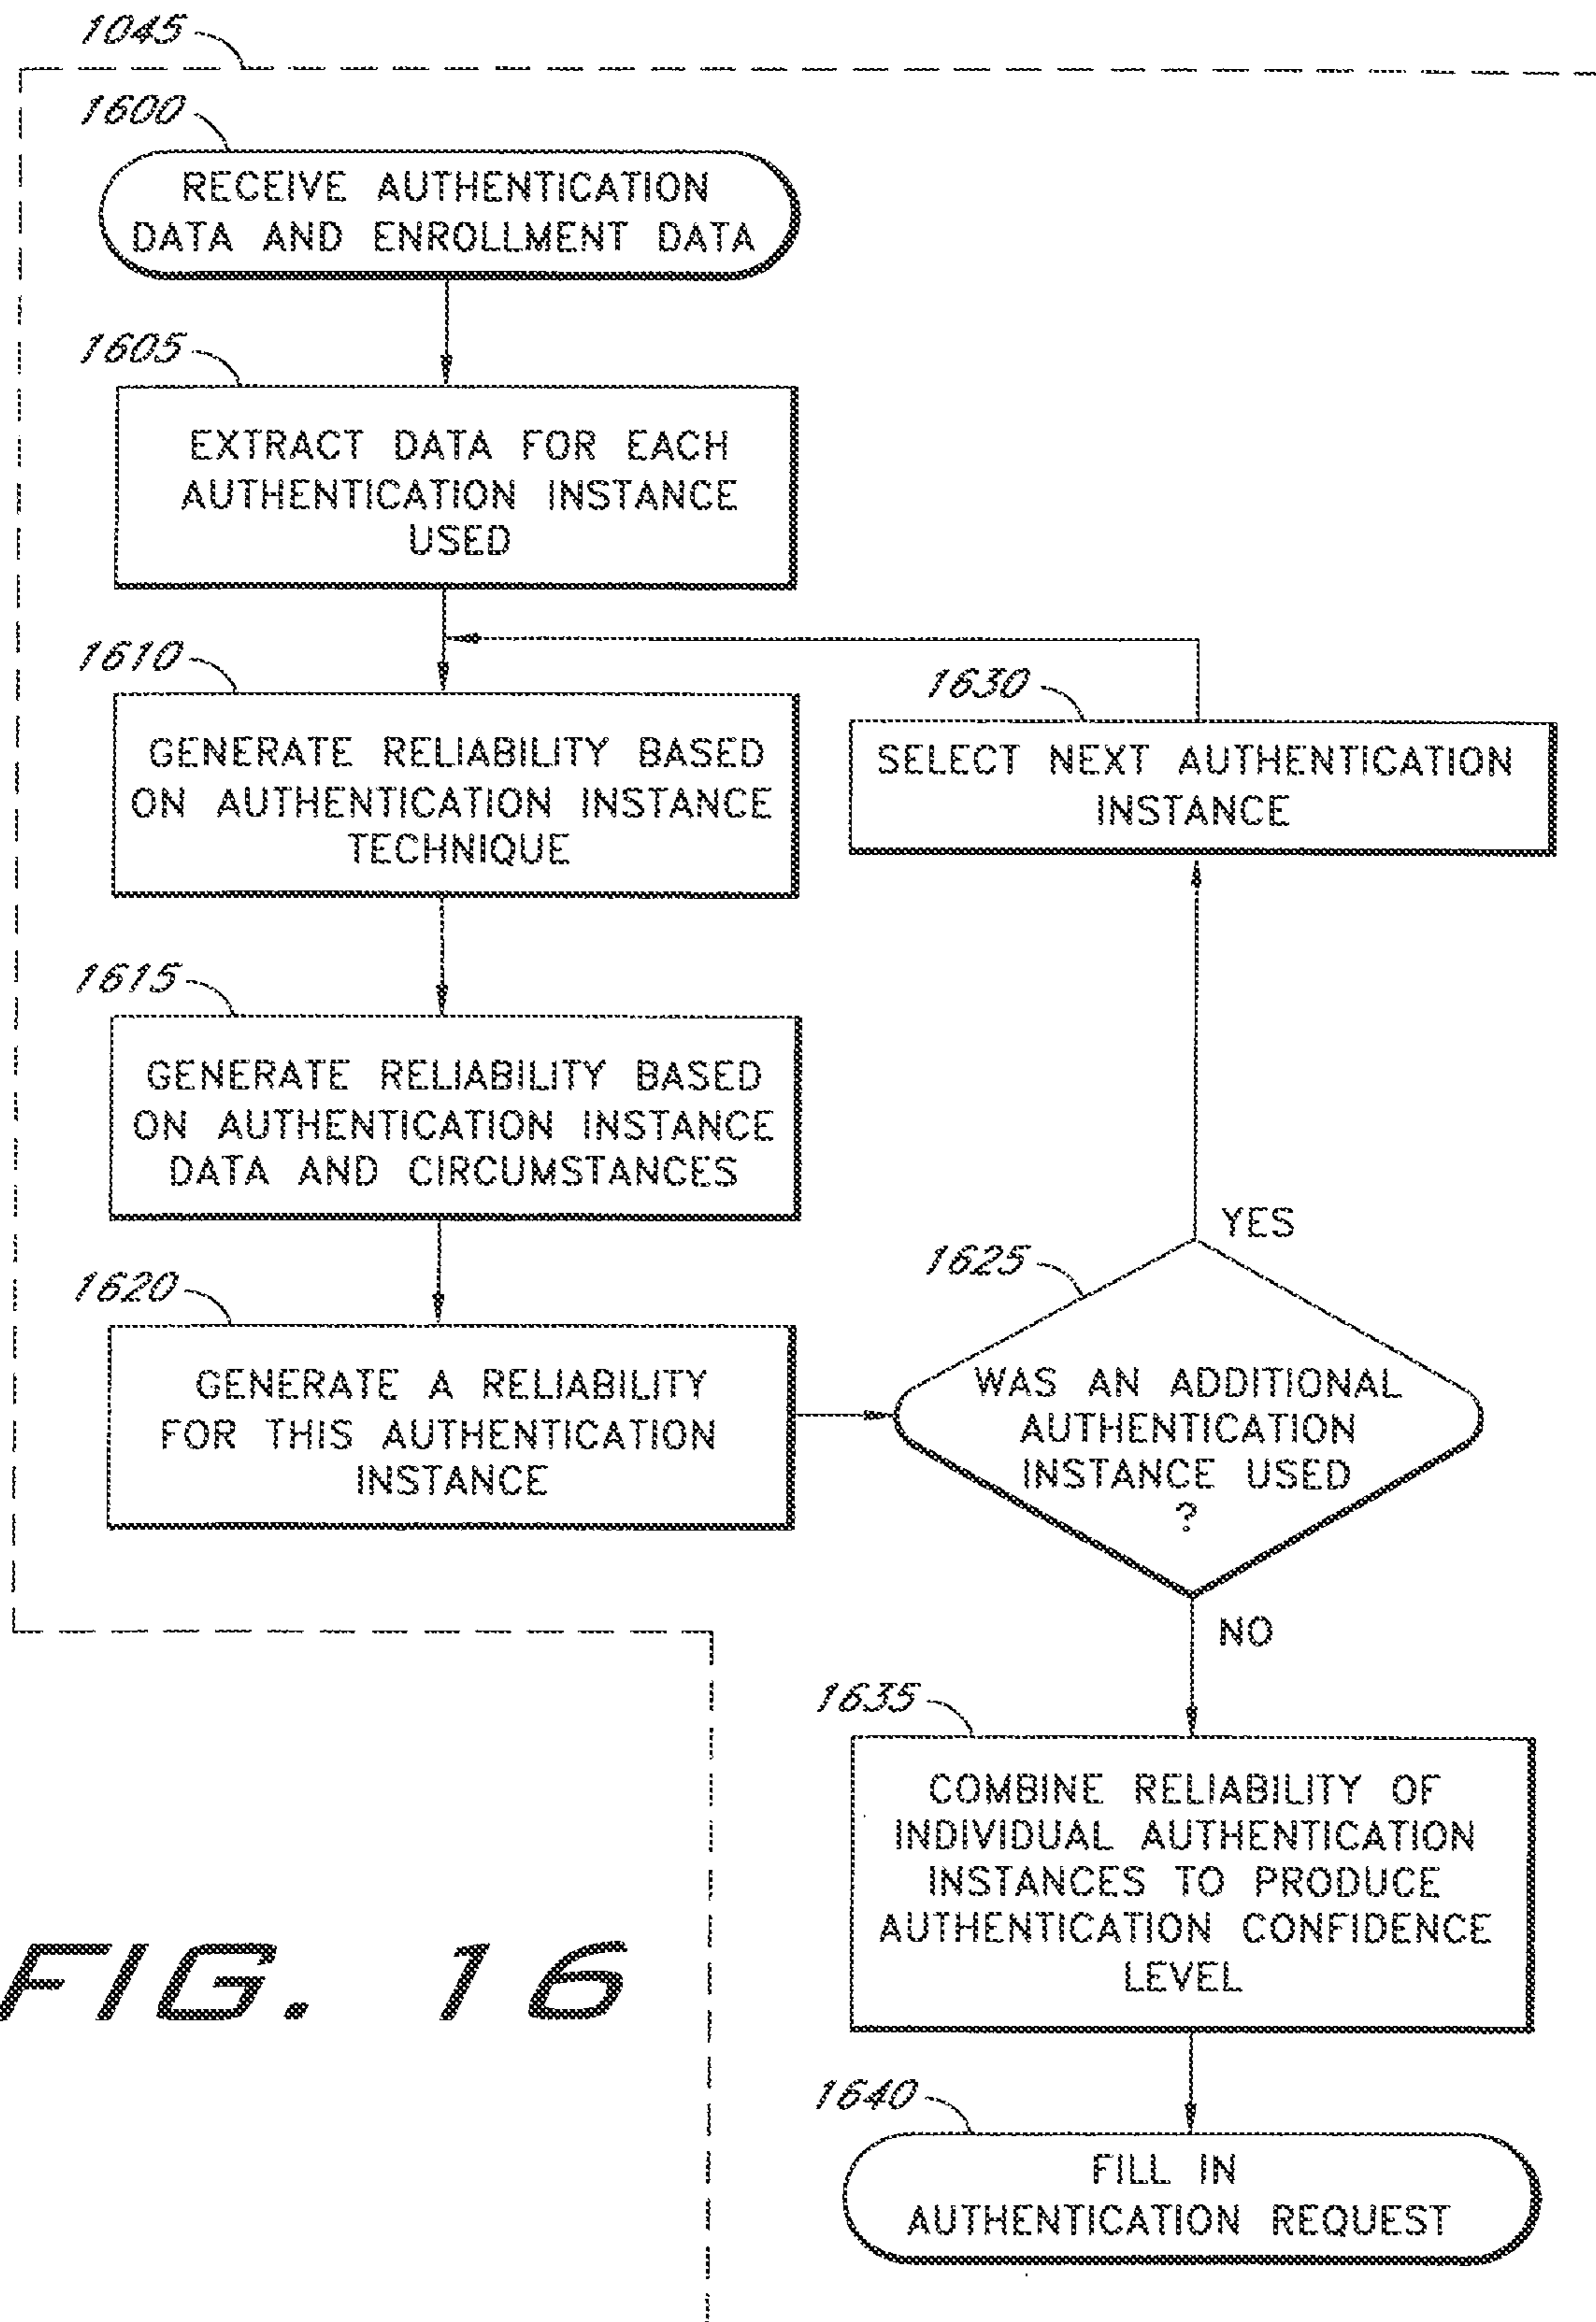 1045
1600
RECEIVE AUTHENTICATION
DATA AND ENROLLMENT DATA
1605
EXTRACT DATA FOR EACH
AUTHENTICATION INSTANCE
USED
1610
GENERATE RELIABILITY BASED
ON AUTHENTICATION INSTANCE
TECHNIQUE
1615
GENERATE RELIABILITY BASED
ON AUTHENTICATION INSTANCE
DATA AND CIRCUMSTANCES
1620
GENERATE A RELIABILITY
FOR THIS AUTHENTICATION
INSTANCE
1630
SELECT NEXT AUTHENTICATION
INSTANCE
YES
1625
WAS AN ADDITIONAL
AUTHENTICATION
INSTANCE USED
?
NO
1635
COMBINE RELIABILITY OF
INDIVIDUAL AUTHENTICATION
INSTANCES TO PRODUCE
AUTHENTICATION CONFIDENCE
LEVEL
1640
FILL IN
AUTHENTICATION REQUEST
FIG. 16